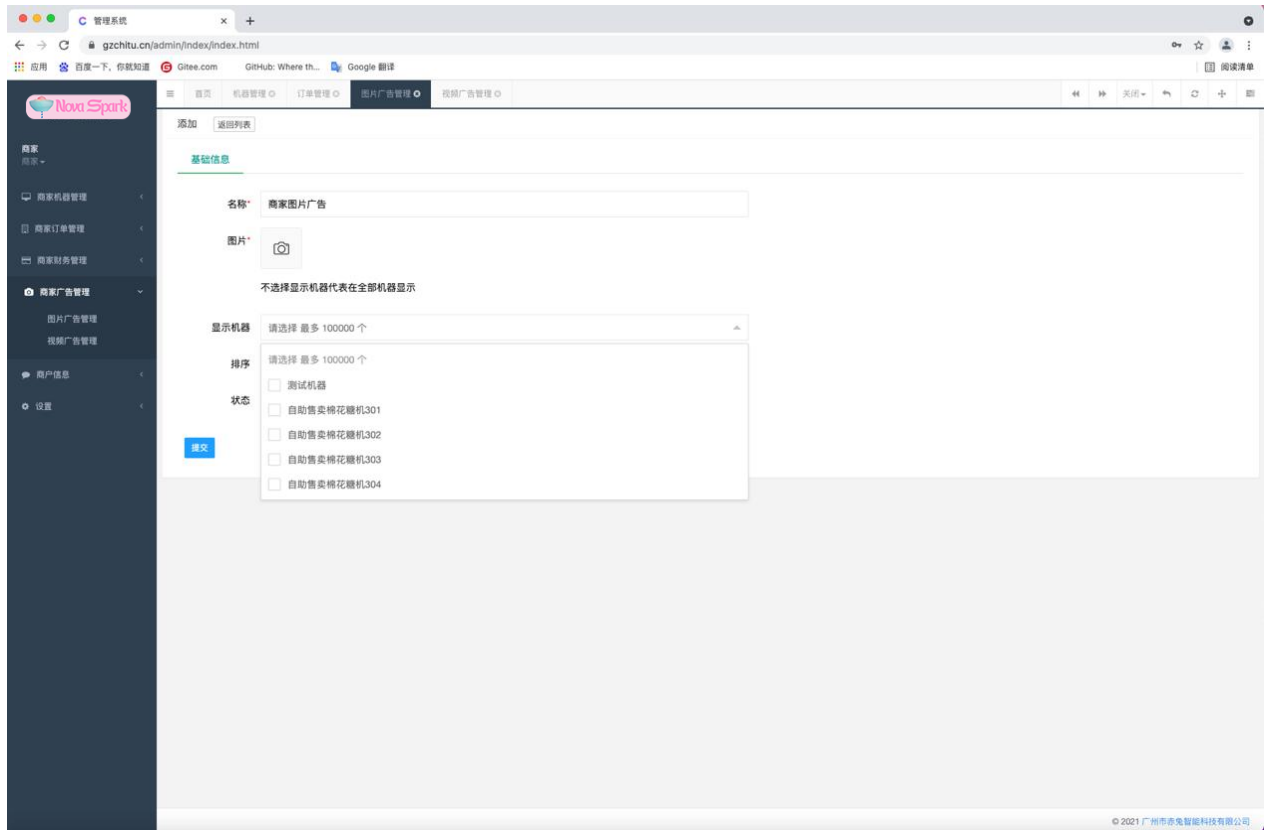 管理系统
gzchitu.cn/admin/Index/index.html
应用 百度一下，你就知道 Gitee.com GitHub: Where th... Google 翻译 阅读清单
Nova Spark
首页 机器管理 订单管理 图片广告管理 视频广告管理 关闭
添加 返回列表
商家
商家
基础信息
商家机器管理
名称* 商家图片广告
商家订单管理
图片*
商家财务管理
不选择显示机器代表在全部机器显示
商家广告管理
图片广告管理
显示机器 请选择 最多 100000 个
视频广告管理
排序 请选择 最多 100000 个
商户信息
测试机器
状态
设置
自助售卖棉花糖机301
自助售卖棉花糖机302
提交
自助售卖棉花糖机303
自助售卖棉花糖机304
© 2021 广州市赤兔智能科技有限公司